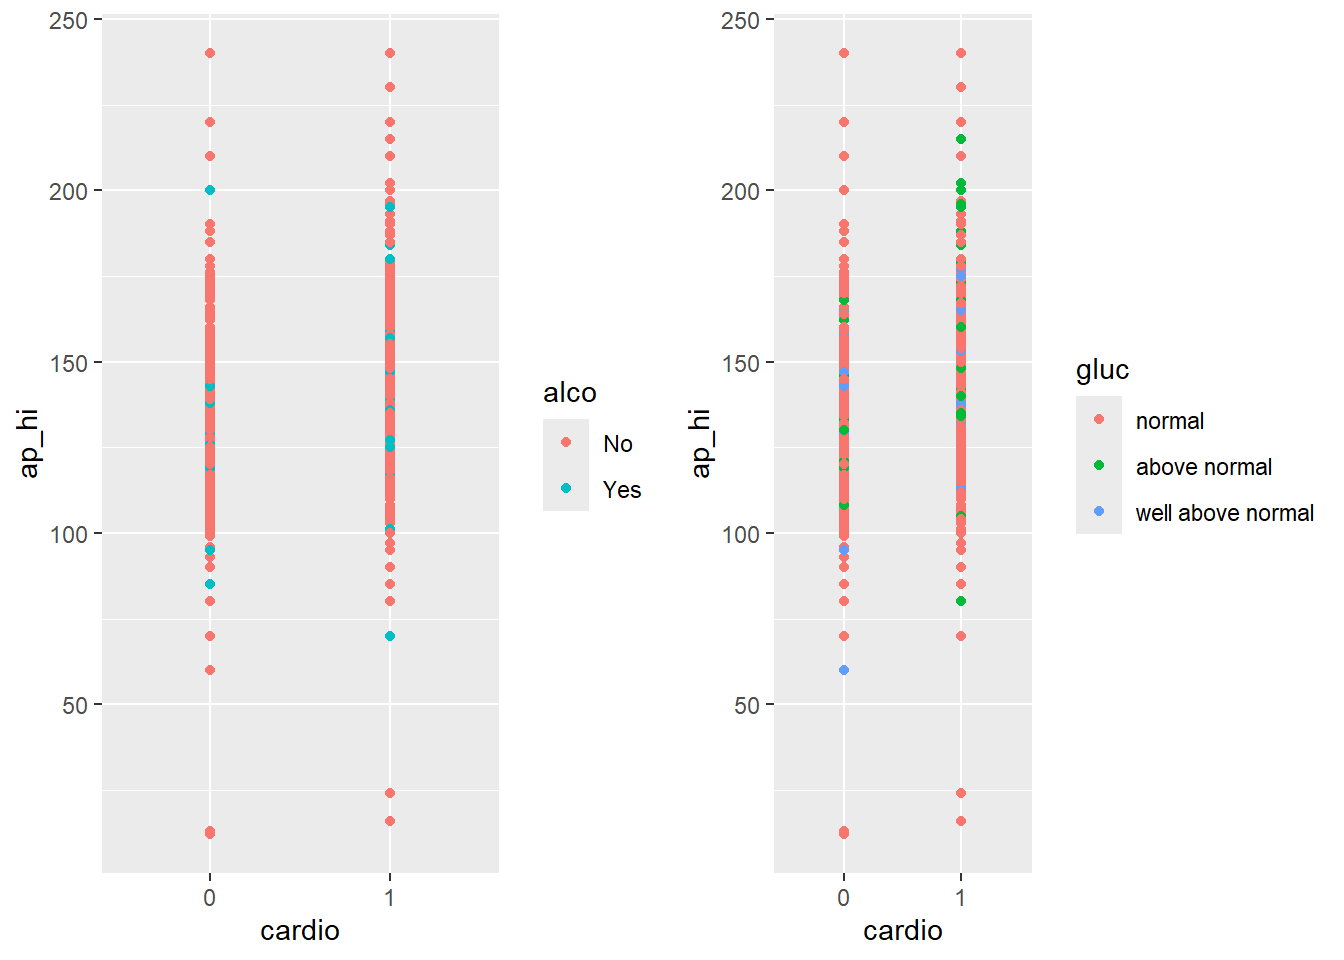 250
200
150
100
50
ap_hi
0 1
cardio
alco
No
Yes
250
200
150
100
50
ap_hi
0 1
cardio
gluc
normal
above normal
well above normal